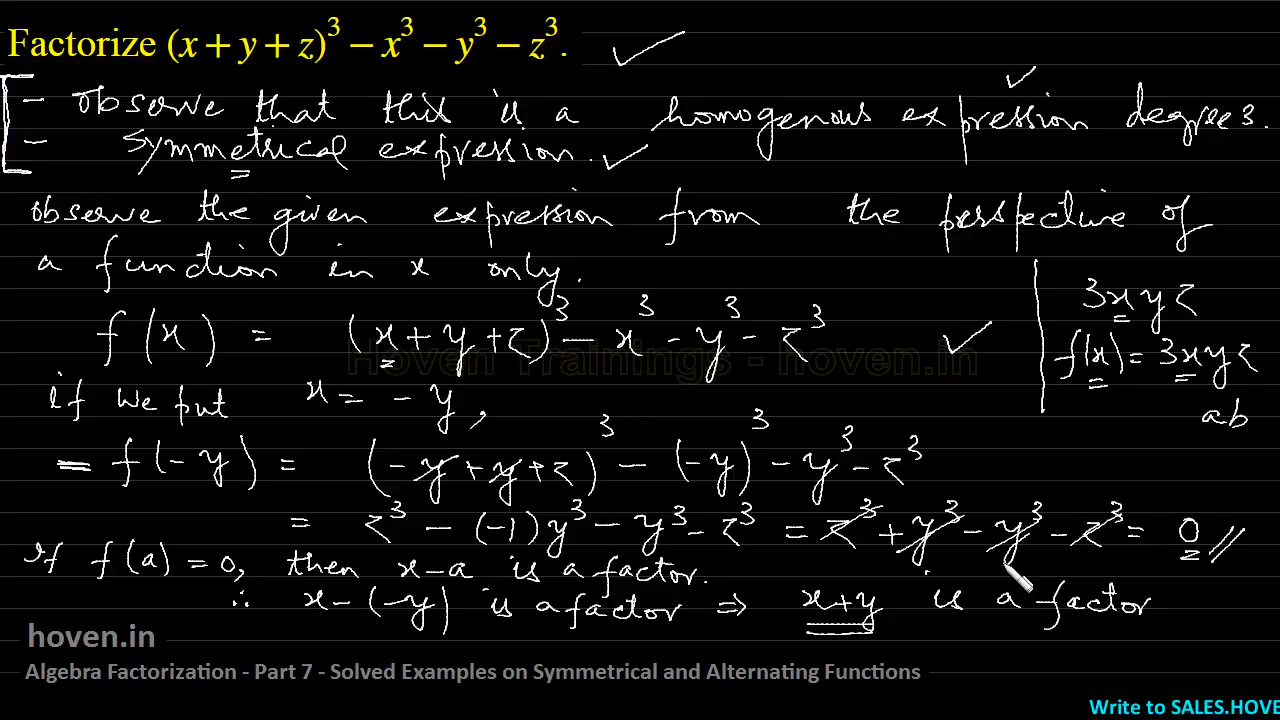 Factorize (x + y + z)³ − x³ − y³ − z³.
- observe that this is a homogenous expression degree 3.
- symmetrical expression.
observe the given expression from the perspective of
a function in x only.
3xyz
f(x) = (x + y + z)³ − x³ − y³ − z³
f(x) = 3xyz
Hoven Trainings - hoven.in
if we put x = − y,
ab
= f(− y) = (− y + y + z)³ − (− y)³ − y³ − z³
= z³ − (−1) y³ − y³ − z³ = z³ + y³ − y³ − z³ = 0 //
If f(a) = 0, then x − a is a factor.
∴ x − (− y) is a factor ⇒ x + y is a factor
hoven.in
Algebra Factorization - Part 7 - Solved Examples on Symmetrical and Alternating Functions
Write to SALES.HOVE